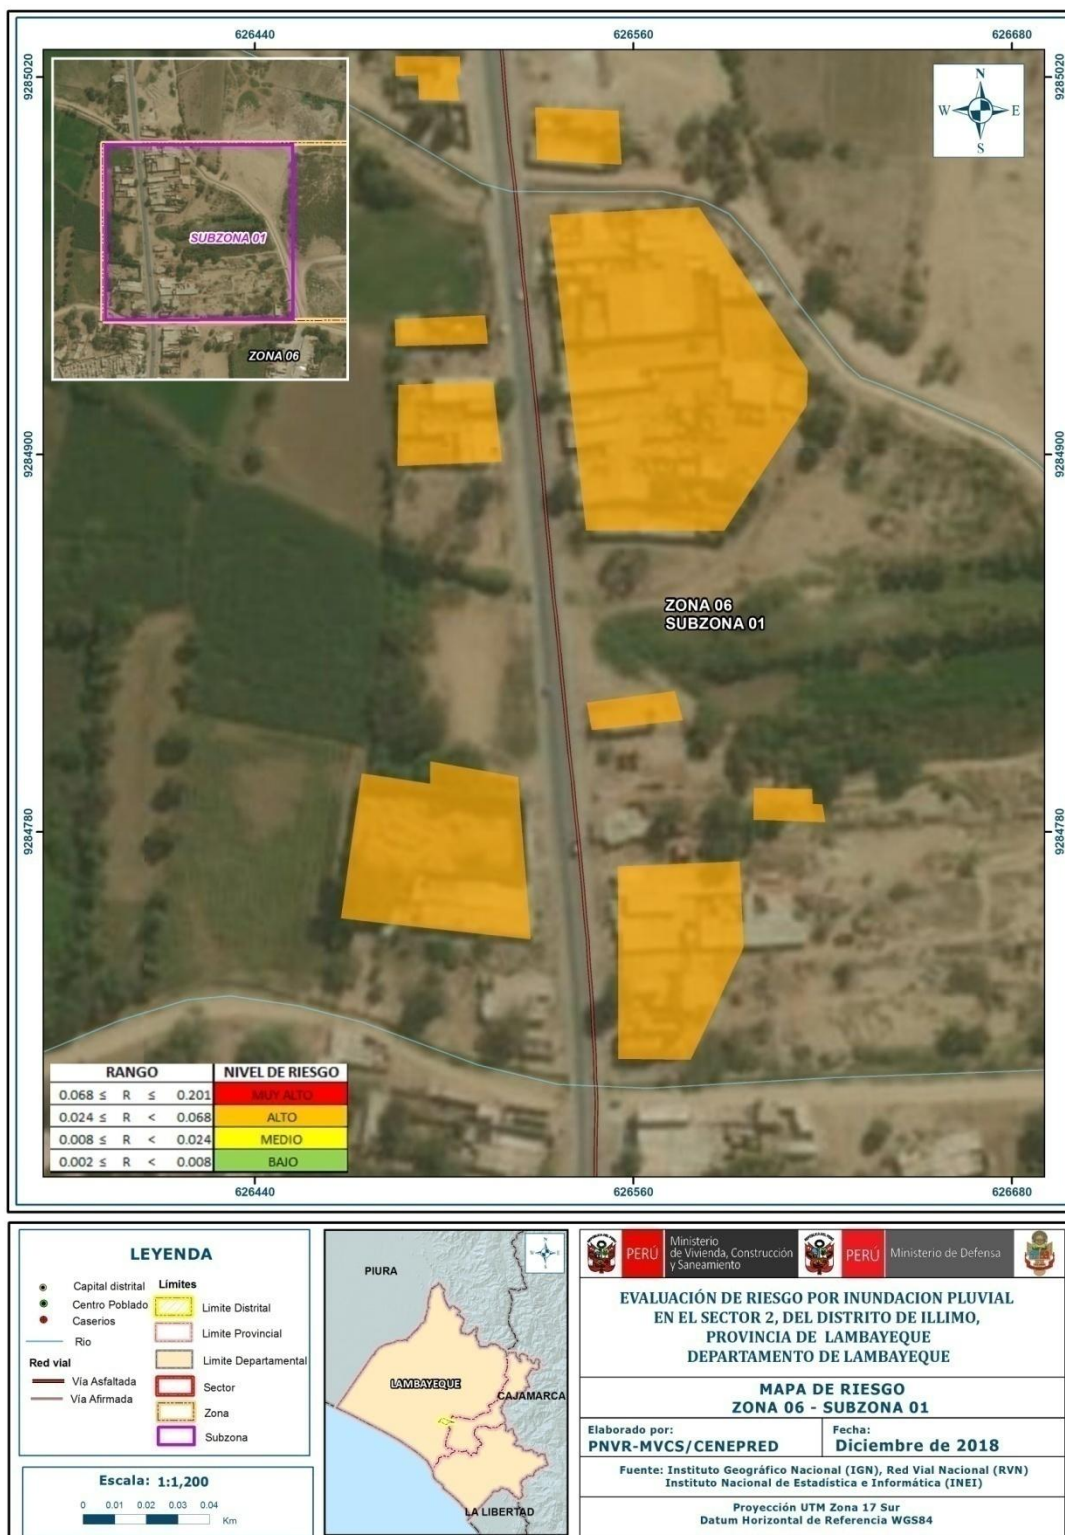 626440 626560 626680
9285020 9285020
N
W E
S
SUBZONA 01
ZONA 06
9284900 9284900
ZONA 06
SUBZONA 01
9284780 9284780
RANGO NIVEL DE RIESGO
0.068 ≤ R ≤ 0.201 MUY ALTO
0.024 ≤ R < 0.068 ALTO
0.008 ≤ R < 0.024 MEDIO
0.002 ≤ R < 0.008 BAJO
626440 626560 626680
LEYENDA
Capital distrital
Centro Poblado
Caserios
Rio
Red vial
Vía Asfaltada
Vía Afirmada
Límites
Limite Distrital
Limite Provincial
Limite Departamental
Sector
Zona
Subzona
Escala: 1:1,200
0 0.01 0.02 0.03 0.04
Km
PIURA
LAMBAYEQUE
CAJAMARCA
LA LIBERTAD
PERÚ
Ministerio
de Vivienda, Construcción
y Saneamiento
PERÚ
Ministerio de Defensa
EVALUACIÓN DE RIESGO POR INUNDACION PLUVIAL
EN EL SECTOR 2, DEL DISTRITO DE ILLIMO,
PROVINCIA DE LAMBAYEQUE
DEPARTAMENTO DE LAMBAYEQUE
MAPA DE RIESGO
ZONA 06 - SUBZONA 01
Elaborado por:
PNVR-MVCS/CENEPRED
Fecha:
Diciembre de 2018
Fuente: Instituto Geográfico Nacional (IGN), Red Vial Nacional (RVN)
Instituto Nacional de Estadística e Informática (INEI)
Proyección UTM Zona 17 Sur
Datum Horizontal de Referencia WGS84